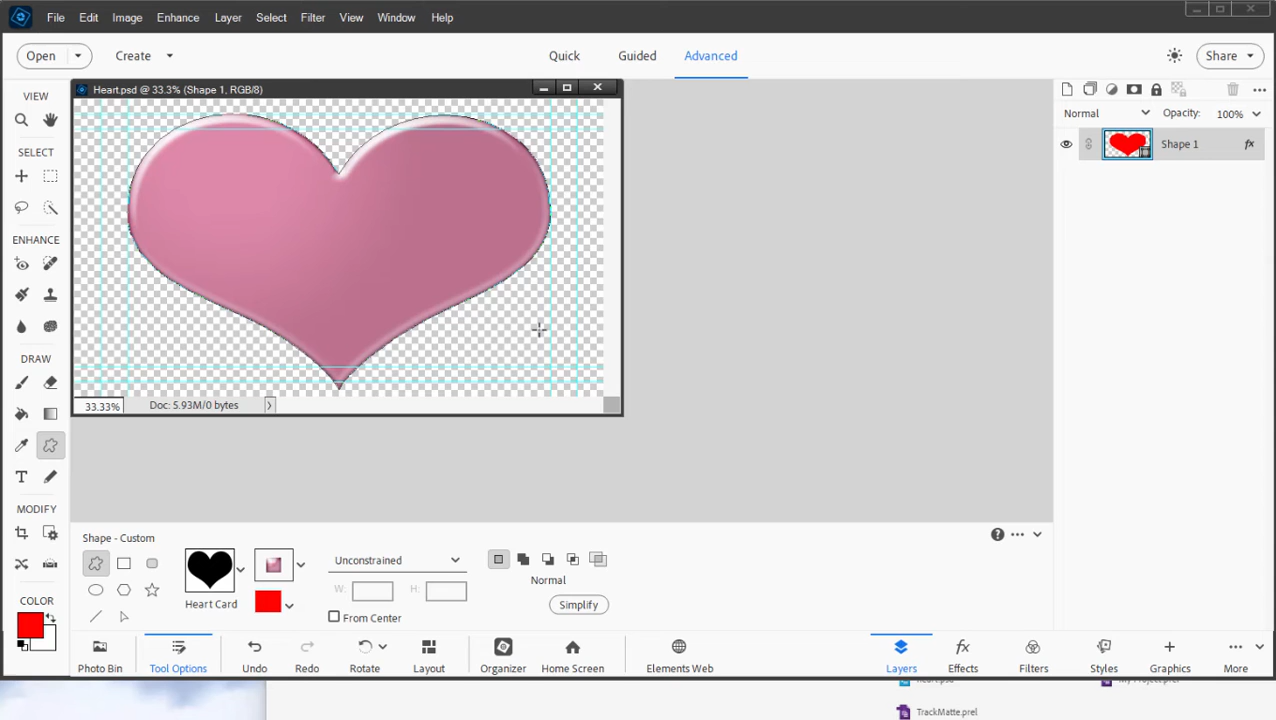 File Edit Image Enhance Layer Select Filter View Window Help
Open Create Quick Guided Advanced Share
VIEW
SELECT
ENHANCE
DRAW
MODIFY
COLOR
Heart.psd @ 33.3% (Shape 1, RGB/8)
33.33% Doc: 5.93M/0 bytes
Normal Opacity: 100%
Shape 1 fx
Shape - Custom
Heart Card
Unconstrained
W: H:
From Center
Normal
Simplify
Photo Bin Tool Options Undo Redo Rotate Layout Organizer Home Screen Elements Web Layers Effects Filters Styles Graphics More
TrackMatte.prel